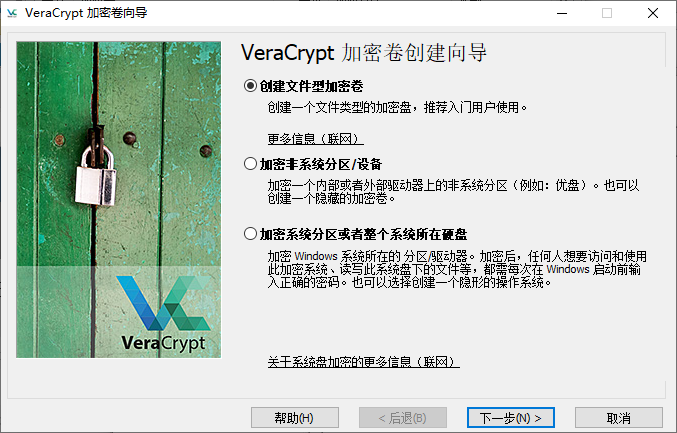 VeraCrypt 加密卷向导
VeraCrypt 加密卷创建向导
创建文件型加密卷
创建一个文件类型的加密盘，推荐入门用户使用。
更多信息（联网）
加密非系统分区/设备
加密一个内部或者外部驱动器上的非系统分区（例如：优盘）。也可以
创建一个隐藏的加密卷。
加密系统分区或者整个系统所在硬盘
加密 Windows 系统所在的 分区/驱动器。加密后，任何人想要访问和使用
此加密系统、读写此系统盘下的文件等，都需每次在 Windows 启动前输
入正确的密码。也可以选择创建一个隐形的操作系统。
VeraCrypt
关于系统盘加密的更多信息（联网）
帮助(H)
< 后退(B)
下一步(N) >
取消